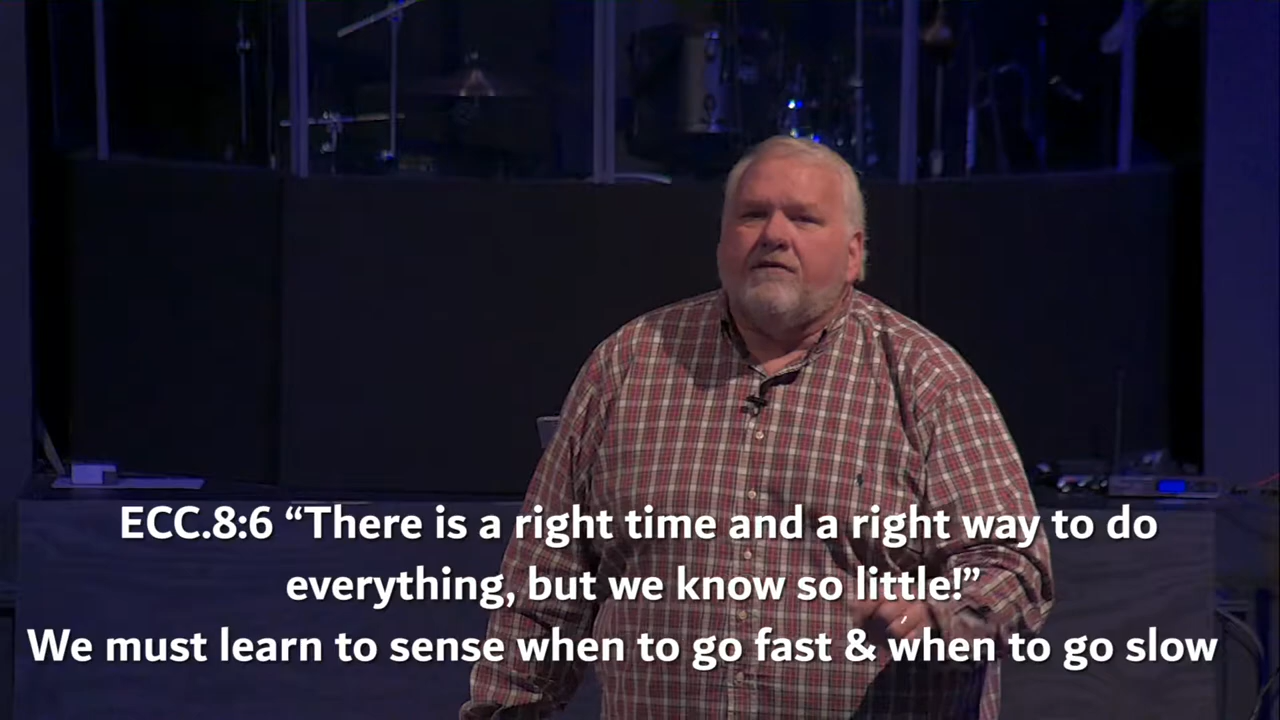 ECC.8:6 “There is a right time and a right way to do
everything, but we know so little!”
We must learn to sense when to go fast & when to go slow